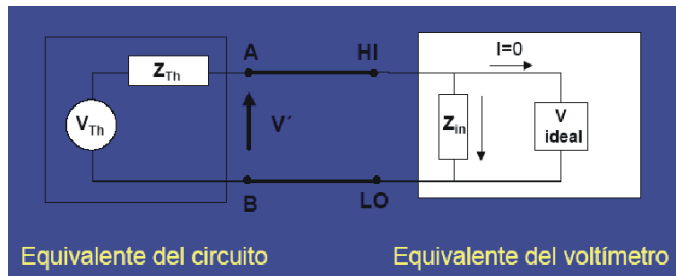 I=0
A
HI
Z_Th
V_Th
V´
Z_in
V
ideal
B
LO
Equivalente del circuito
Equivalente del voltímetro